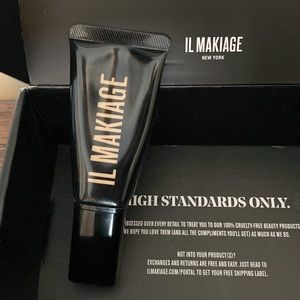 IL MAKIAGE
NEW YORK
IL MAKIAGE
HIGH STANDARDS ONLY.
OBSESSED OVER EVERY DETAIL TO TREAT YOU TO OUR 100% CRUELTY-FREE BEAUTY PRODUCTS.
WE HOPE YOU LOVE THEM (AND ALL THE COMPLIMENTS YOU'LL GET) AS MUCH AS WE DO.
NOT INTO YOUR PRODUCT(S)?
EXCHANGES AND RETURNS ARE FREE AND EASY. JUST HEAD TO
ILMAKIAGE.COM/PORTAL TO GET YOUR FREE SHIPPING LABEL.